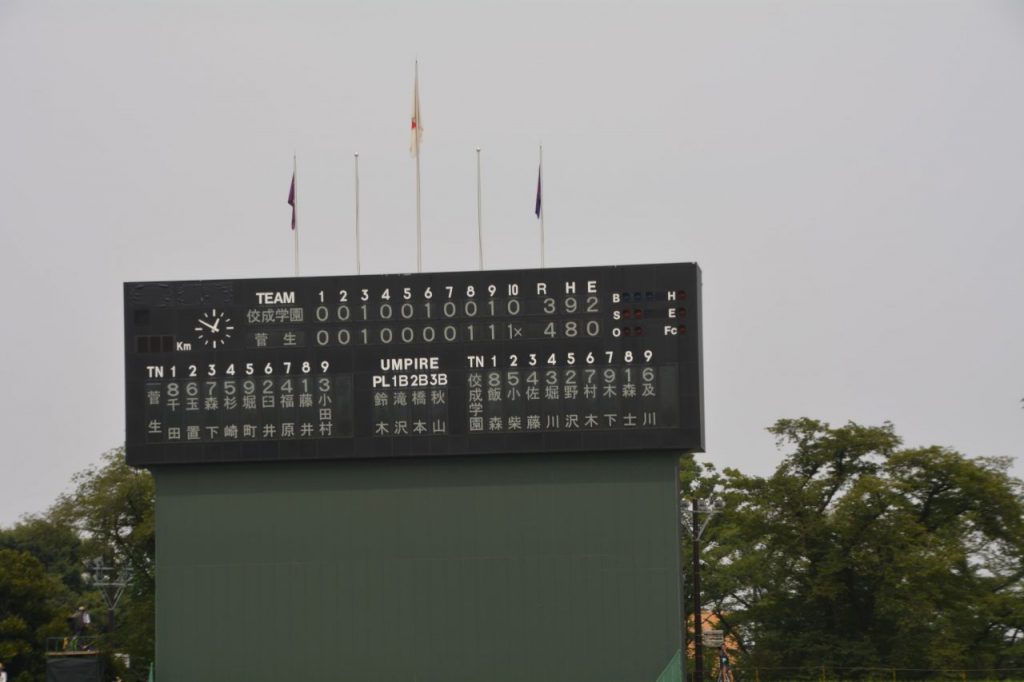 TEAM 1 2 3 4 5 6 7 8 9 10 R H E
佼成学園 0 0 1 0 0 1 0 0 1 0 3 9 2
菅生 0 0 1 0 0 0 0 1 1 1× 4 8 0
B H
S E
O Fc
Km
TN 1 2 3 4 5 6 7 8 9
菅生 8 6 7 5 9 2 4 1 3
千田 玉置 森下 杉崎 堀町 臼井 福原 藤井 小田村
UMPIRE
PL 1B 2B 3B
鈴木 滝沢 橋本 秋山
TN 1 2 3 4 5 6 7 8 9
佼成学園 8 5 4 3 2 7 9 1 6
飯森 小柴 佐藤 堀川 野沢 村木 木下 森士 及川